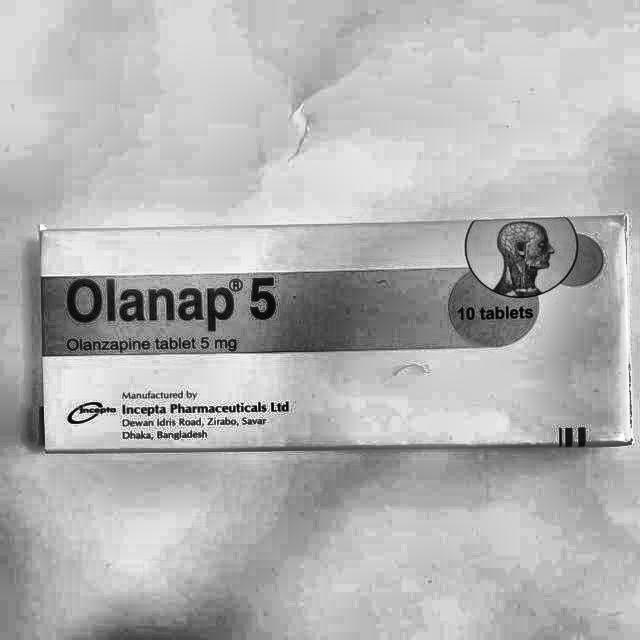 Olanap® 5
10 tablets
Olanzapine tablet 5 mg
Manufactured by
Incepta
Incepta Pharmaceuticals Ltd
Dewan Idris Road, Zirabo, Savar
Dhaka, Bangladesh